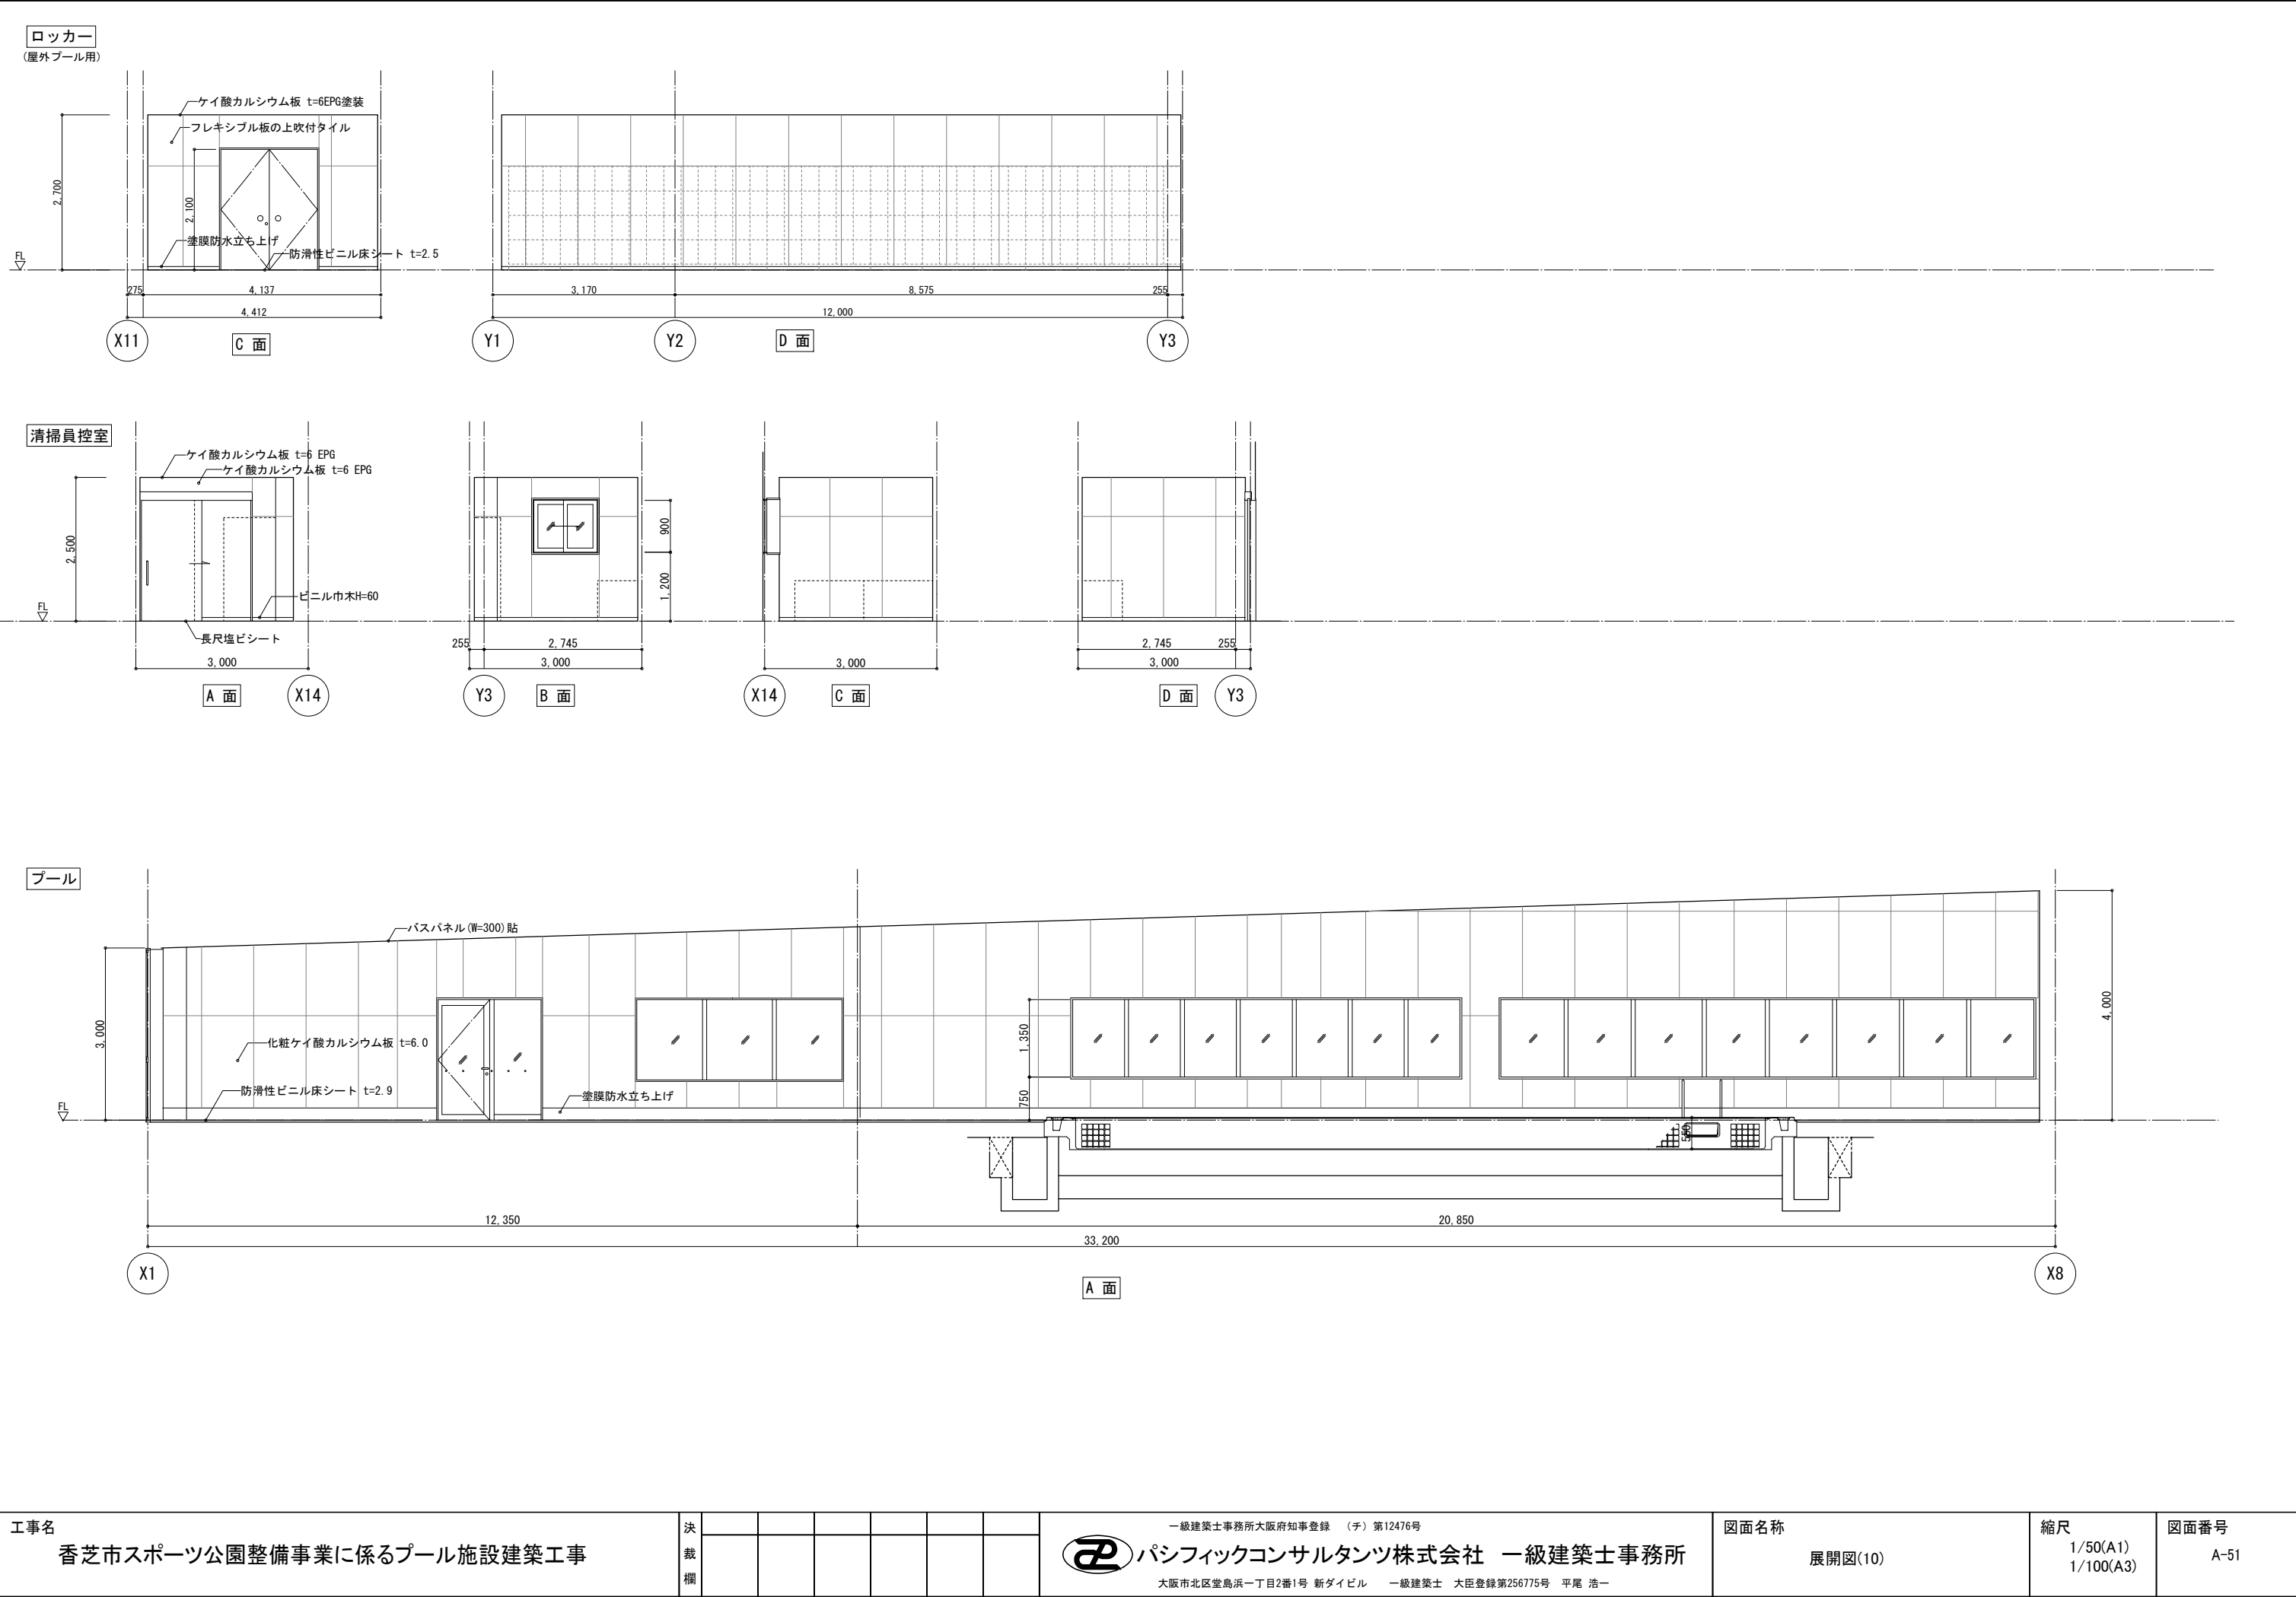 ロッカー
(屋外プール用)
ケイ酸カルシウム板 t=6EPG塗装
フレキシブル板の上吹付タイル
2,700
2,100
塗膜防水立ち上げ
防滑性ビニル床シート t=2.5
FL
275
4,137
4,412
X11
C 面
3,170
8,575
255
12,000
Y1
Y2
D 面
Y3
清掃員控室
ケイ酸カルシウム板 t=6 EPG
ケイ酸カルシウム板 t=6 EPG
2,500
ビニル巾木H=60
FL
長尺塩ビシート
3,000
A 面
X14
900
1,200
255
2,745
3,000
Y3
B 面
3,000
X14
C 面
2,745
255
3,000
D 面
Y3
プール
バスパネル(W=300)貼
3,000
化粧ケイ酸カルシウム板 t=6.0
防滑性ビニル床シート t=2.9
塗膜防水立ち上げ
FL
1,350
750
550
4,000
12,350
20,850
33,200
X1
A 面
X8
工事名
香芝市スポーツ公園整備事業に係るプール施設建築工事
決裁欄
一級建築士事務所大阪府知事登録 (チ)第12476号
パシフィックコンサルタンツ株式会社 一級建築士事務所
大阪市北区堂島浜一丁目2番1号 新ダイビル 一級建築士 大臣登録第256775号 平尾 浩一
図面名称
展開図(10)
縮尺
1/50(A1)
1/100(A3)
図面番号
A-51